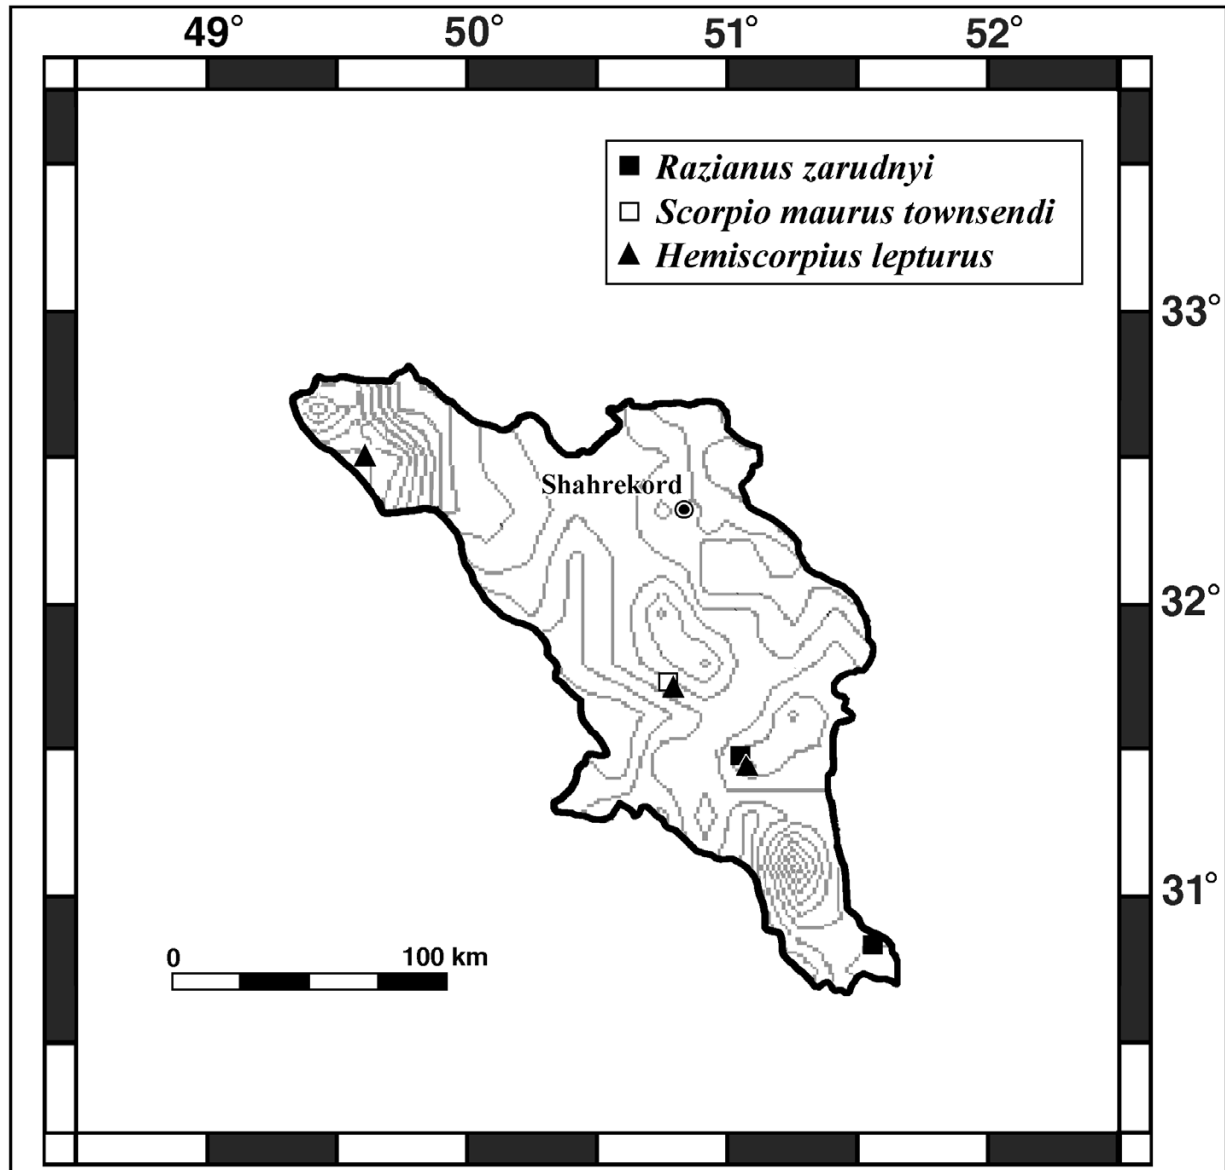 49° 50° 51° 52°
Razianus zarudnyi
Scorpio maurus townsendi
Hemiscorpius lepturus
33°
Shahrekord
32°
31°
0 100 km